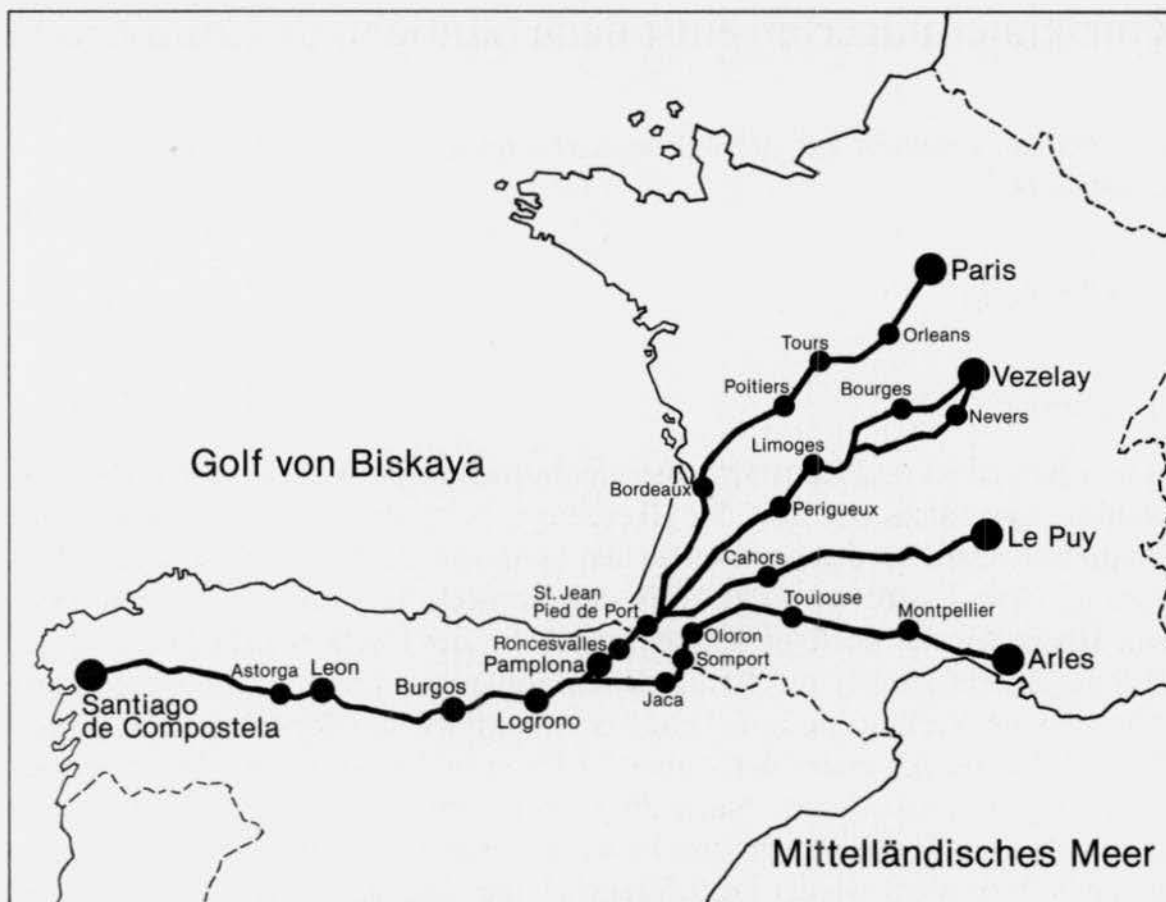 Paris
Orleans
Tours
Vezelay
Poitiers
Bourges
Nevers
Limoges
Golf von Biskaya
Bordeaux
Perigueux
Le Puy
Cahors
St. Jean
Pied de Port
Toulouse
Montpellier
Roncesvalles
Oloron
Pamplona
Somport
Arles
Astorga
Leon
Burgos
Jaca
Santiago
de Compostela
Logrono
Mittelländisches Meer